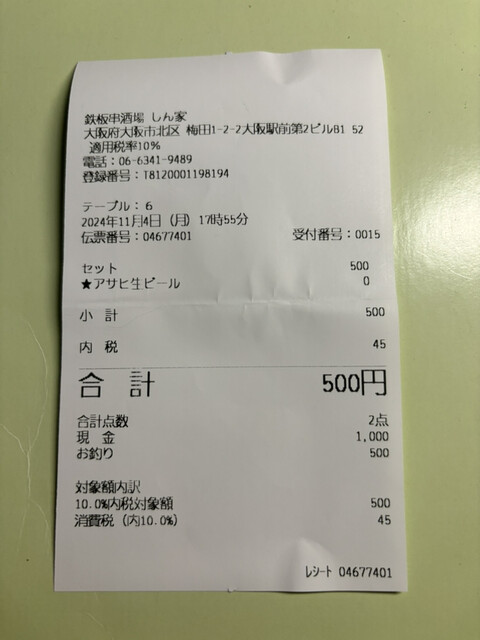 鉄板串酒場 しん家
大阪府大阪市北区 梅田1-2-2大阪駅前第2ビルB1 52
適用税率10%
電話：06-6341-9489
登録番号：T8120001198194
テーブル：6
2024年11月4日（月）17時55分
伝票番号：04677401 受付番号：0015
セット 500
★アサヒ生ビール 0
小 計 500
内 税 45
合 計 500円
合計点数 2点
現 金 1,000
お釣り 500
対象額内訳
10.0%内税対象額 500
消費税（内10.0%） 45
レシート 04677401